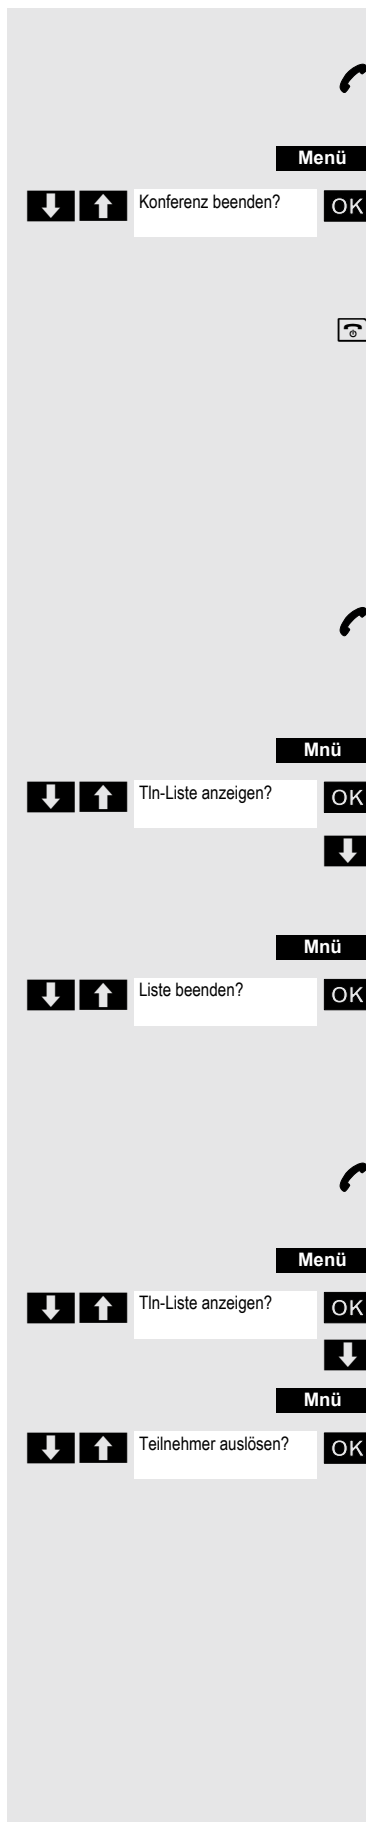 Menü
Konferenz beenden? OK
Mnü
Tln-Liste anzeigen? OK
Mnü
Liste beenden? OK
Menü
Tln-Liste anzeigen? OK
Mnü
Teilnehmer auslösen? OK